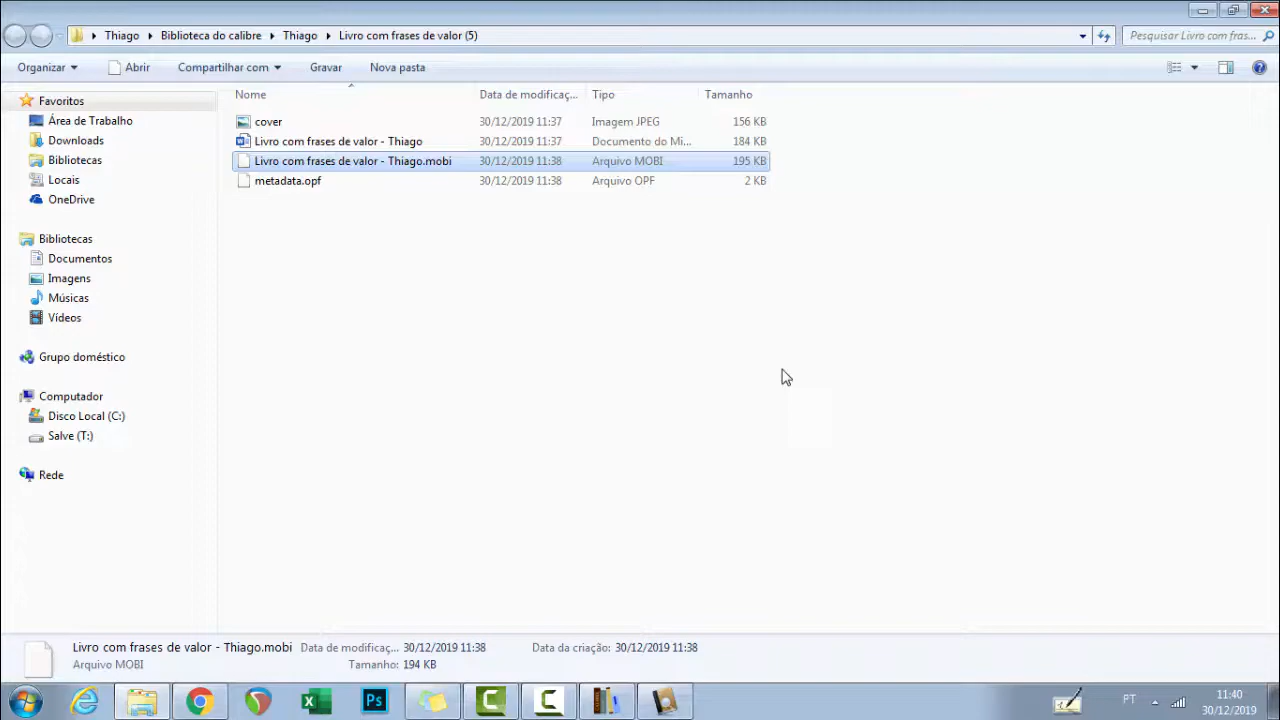 Thiago Biblioteca do calibre Thiago Livro com frases de valor (5) Pesquisar Livro com fras...
Organizar Abrir Compartilhar com Gravar Nova pasta
Nome Data de modificaç... Tipo Tamanho
Favoritos
Área de Trabalho
Downloads
Bibliotecas
Locais
OneDrive
Bibliotecas
Documentos
Imagens
Músicas
Vídeos
Grupo doméstico
Computador
Disco Local (C:)
Salve (T:)
Rede
cover 30/12/2019 11:37 Imagem JPEG 156 KB
Livro com frases de valor - Thiago 30/12/2019 11:37 Documento do Mi... 184 KB
Livro com frases de valor - Thiago.mobi 30/12/2019 11:38 Arquivo MOBI 195 KB
metadata.opf 30/12/2019 11:38 Arquivo OPF 2 KB
Livro com frases de valor - Thiago.mobi Data de modificaç... 30/12/2019 11:38 Data da criação: 30/12/2019 11:38
Arquivo MOBI Tamanho: 194 KB
Ps
PT
11:40
30/12/2019